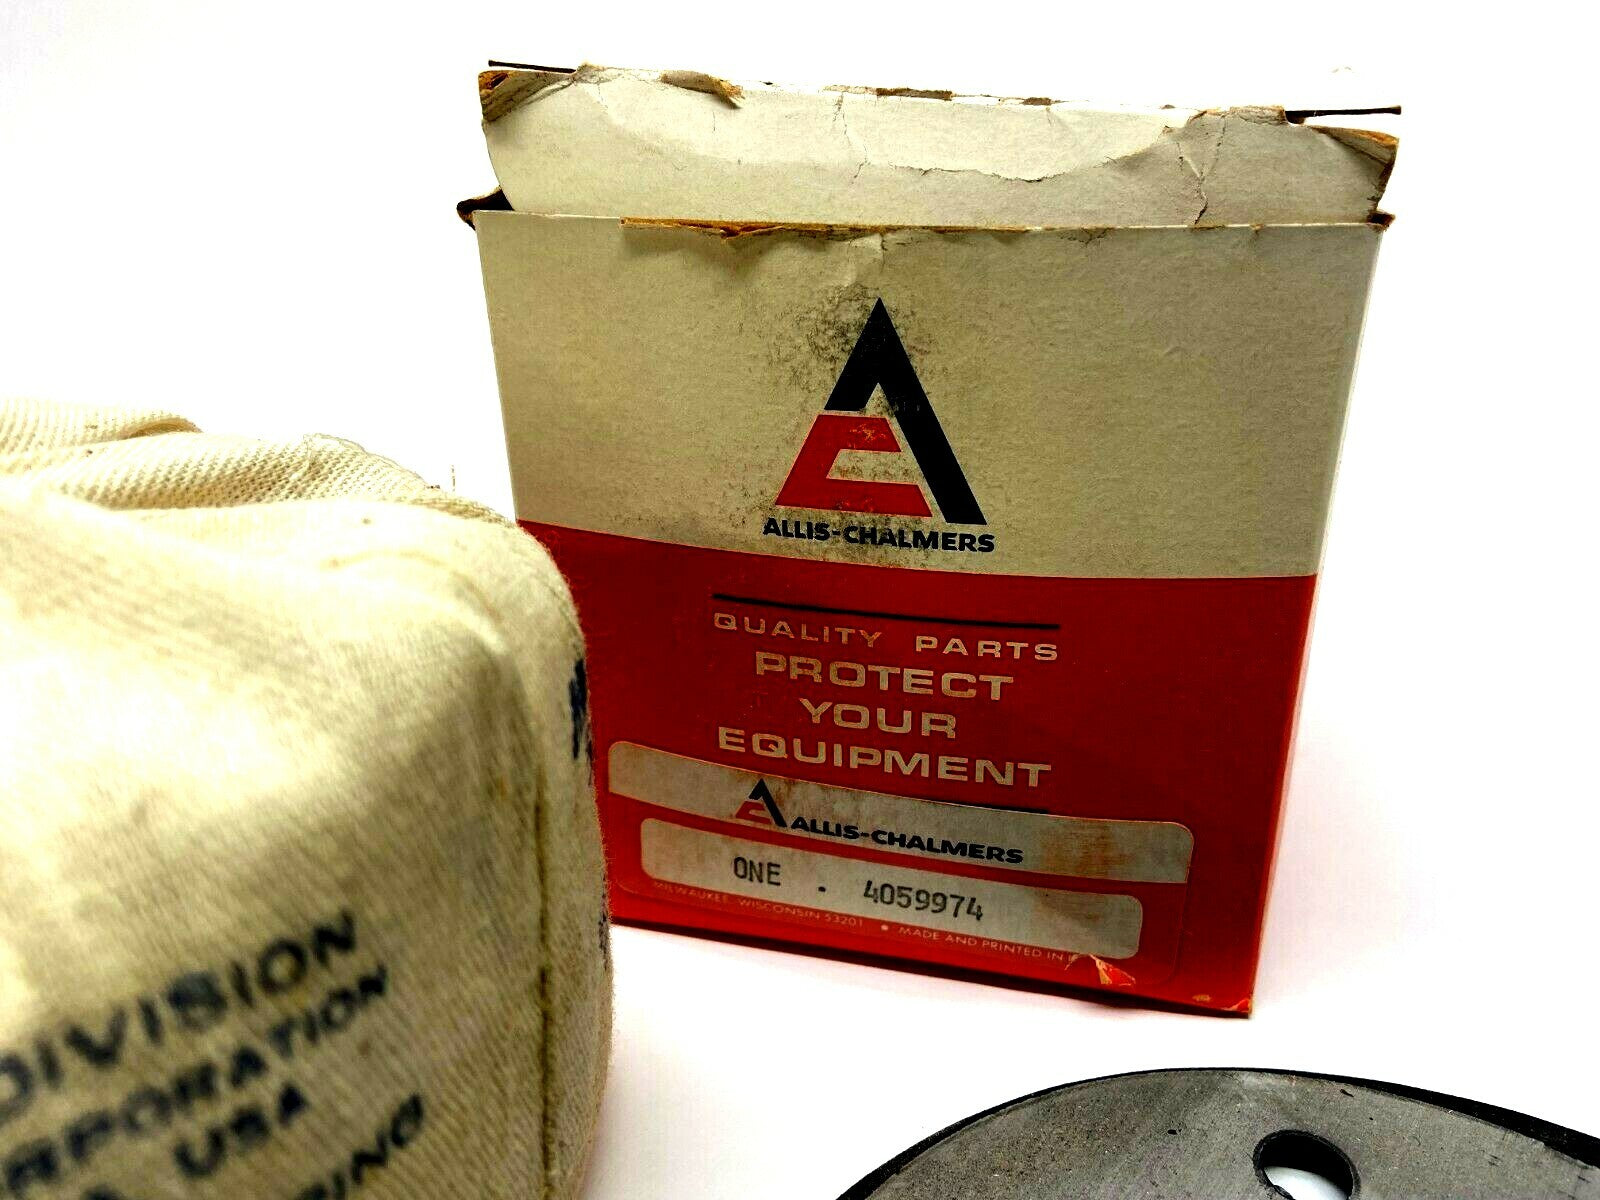 ALLIS-CHALMERS
QUALITY PARTS
PROTECT
YOUR
EQUIPMENT
ALLIS-CHALMERS
ONE . 4059974
MILWAUKEE, WISCONSIN 53201 • MADE AND PRINTED IN
DIVISION
RPORATION
USA